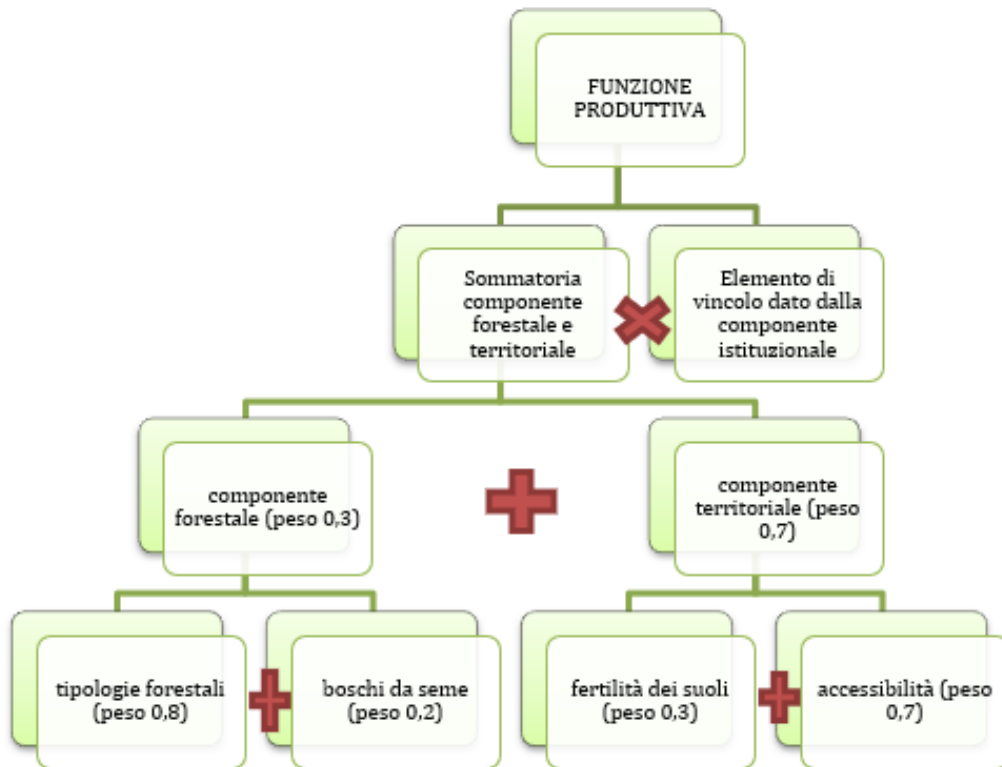 FUNZIONE
PRODUTTIVA
Sommatoria
componente
forestale e
territoriale
Elemento di
vincolo dato dalla
componente
istituzionale
componente
forestale (peso 0,3)
componente
territoriale (peso
0,7)
tipologie forestali
(peso 0,8)
boschi da seme
(peso 0,2)
fertilità dei suoli
(peso 0,3)
accessibilità (peso
0,7)